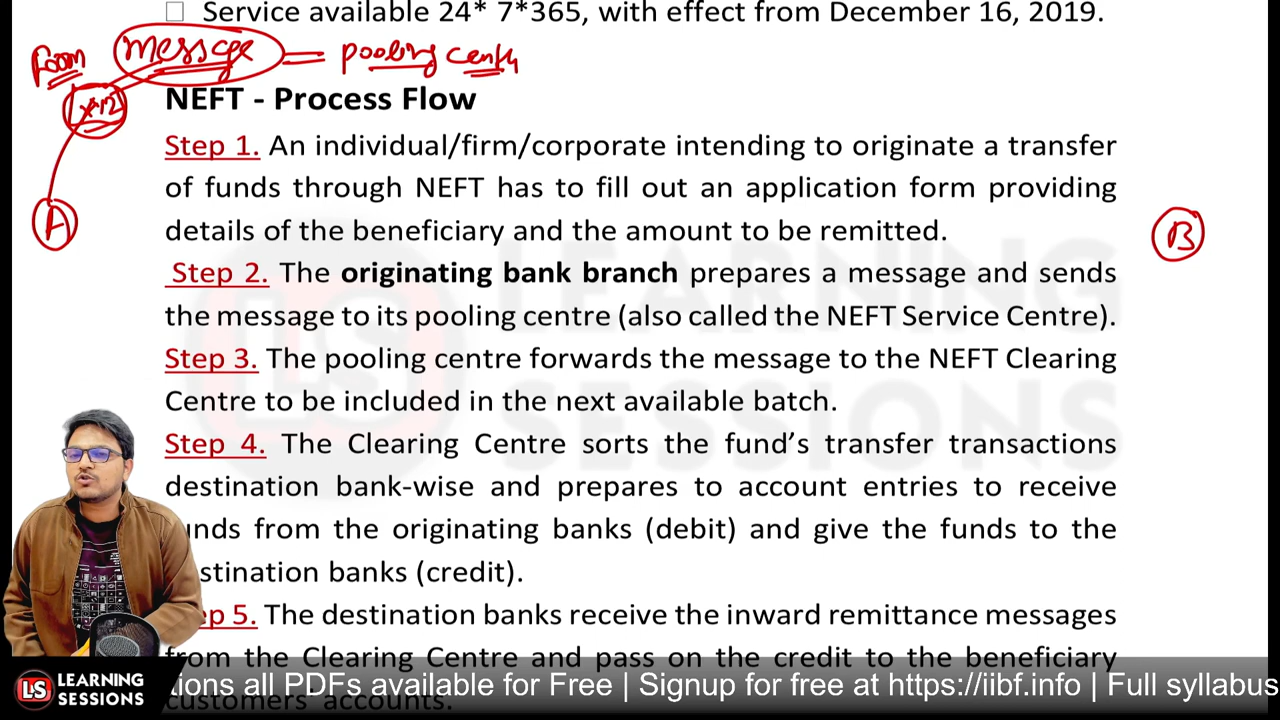 ☐ Service available 24* 7*365, with effect from December 16, 2019.
form message = pooling centre
NEFT - Process Flow
Step 1. An individual/firm/corporate intending to originate a transfer
of funds through NEFT has to fill out an application form providing
A
details of the beneficiary and the amount to be remitted.
B
Step 2. The originating bank branch prepares a message and sends
the message to its pooling centre (also called the NEFT Service Centre).
Step 3. The pooling centre forwards the message to the NEFT Clearing
Centre to be included in the next available batch.
Step 4. The Clearing Centre sorts the fund's transfer transactions
destination bank-wise and prepares to account entries to receive
unds from the originating banks (debit) and give the funds to the
stination banks (credit).
ep 5. The destination banks receive the inward remittance messages
from the Clearing Centre and pass on the credit to the beneficiary
customers' accounts.
LS LEARNING SESSIONS
tions all PDFs available for Free | Signup for free at https://iibf.info | Full syllabus
LEARNING
SESSIONS
LS